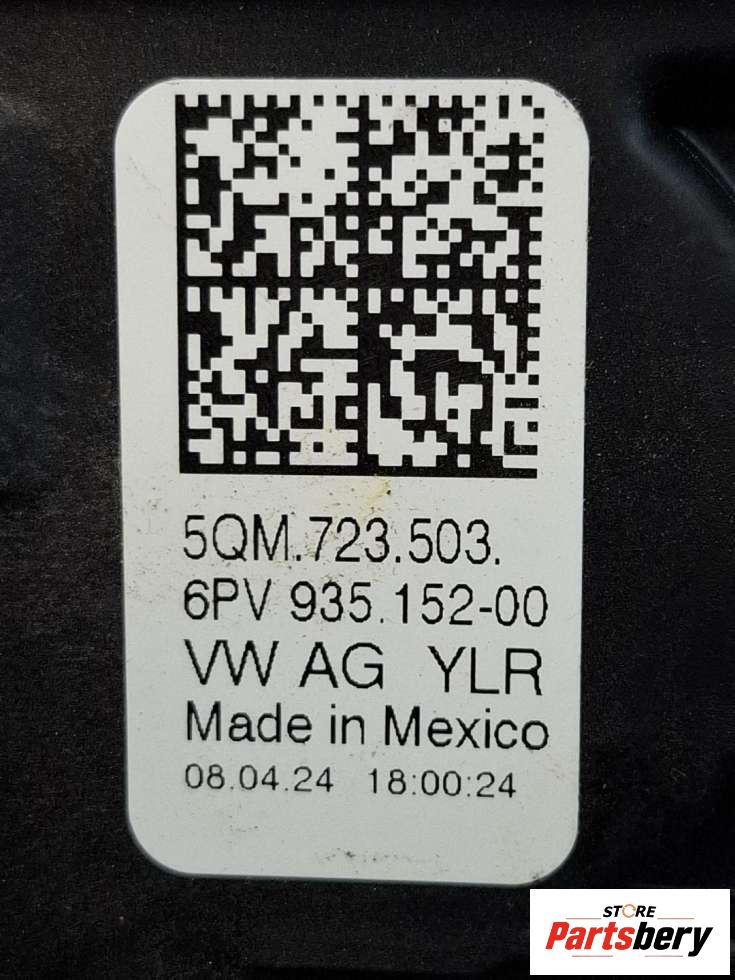 5QM.723.503.
6PV 935.152-00
VW AG YLR
Made in Mexico
08.04.24 18:00:24
STORE
Partsbery